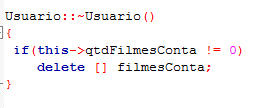 Usuario::~Usuario()
{
if(this->qtdFilmesConta != 0)
delete [] filmesConta;
}